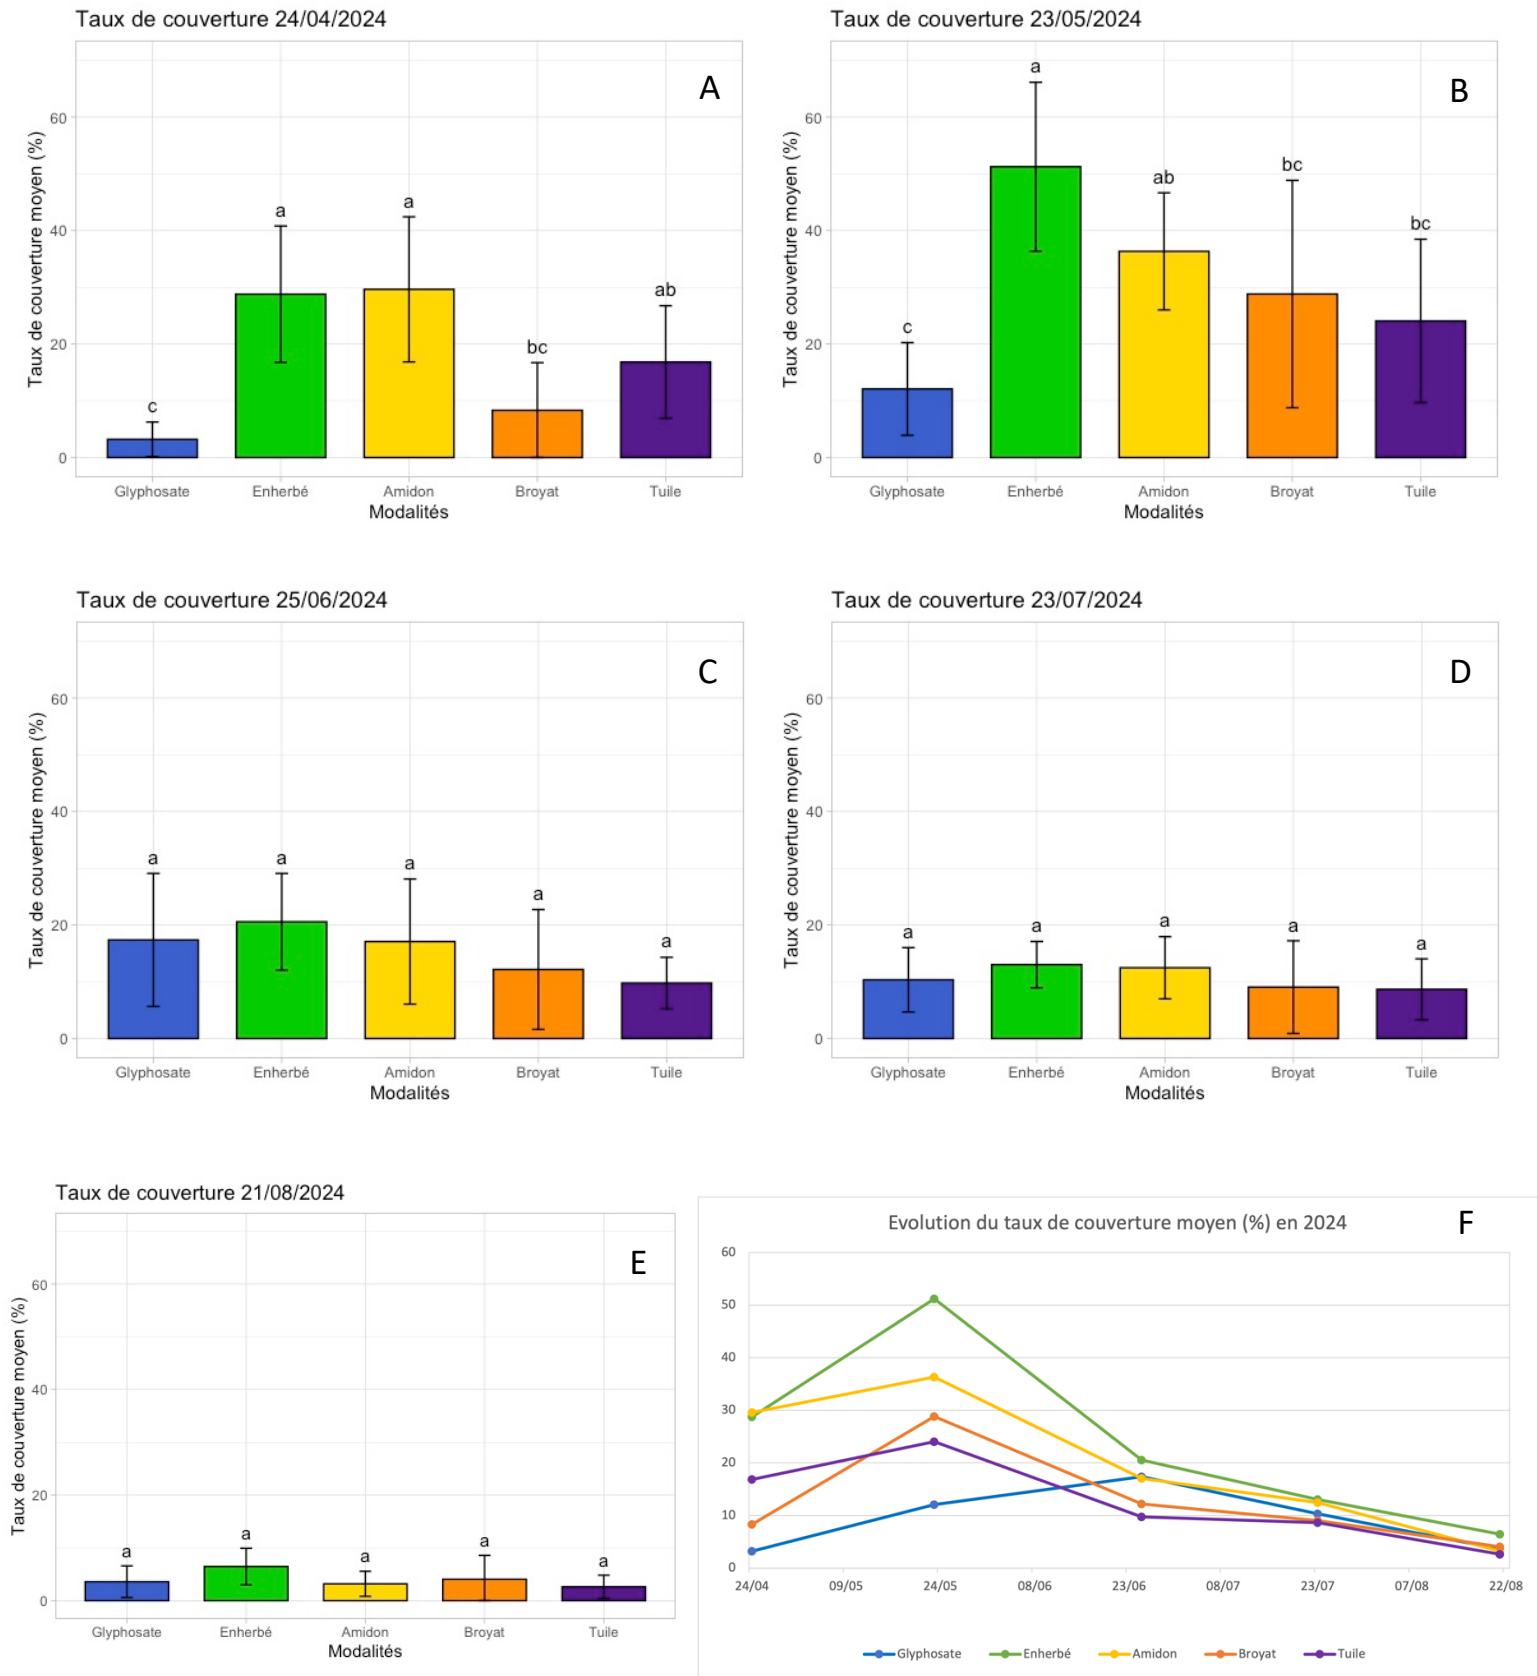 Taux de couverture 24/04/2024
A
Taux de couverture moyen (%)
60
40
20
0
c
a
a
bc
ab
Glyphosate Enherbé Amidon Broyat Tuile
Modalités
Taux de couverture 23/05/2024
B
Taux de couverture moyen (%)
60
40
20
0
c
a
ab
bc
bc
Glyphosate Enherbé Amidon Broyat Tuile
Modalités
Taux de couverture 25/06/2024
C
Taux de couverture moyen (%)
60
40
20
0
a
a
a
a
a
Glyphosate Enherbé Amidon Broyat Tuile
Modalités
Taux de couverture 23/07/2024
D
Taux de couverture moyen (%)
60
40
20
0
a
a
a
a
a
Glyphosate Enherbé Amidon Broyat Tuile
Modalités
Taux de couverture 21/08/2024
E
Taux de couverture moyen (%)
60
40
20
0
a
a
a
a
a
Glyphosate Enherbé Amidon Broyat Tuile
Modalités
Evolution du taux de couverture moyen (%) en 2024
F
60
50
40
30
20
10
0
24/04 09/05 24/05 08/06 23/06 08/07 23/07 07/08 22/08
Glyphosate Enherbé Amidon Broyat Tuile